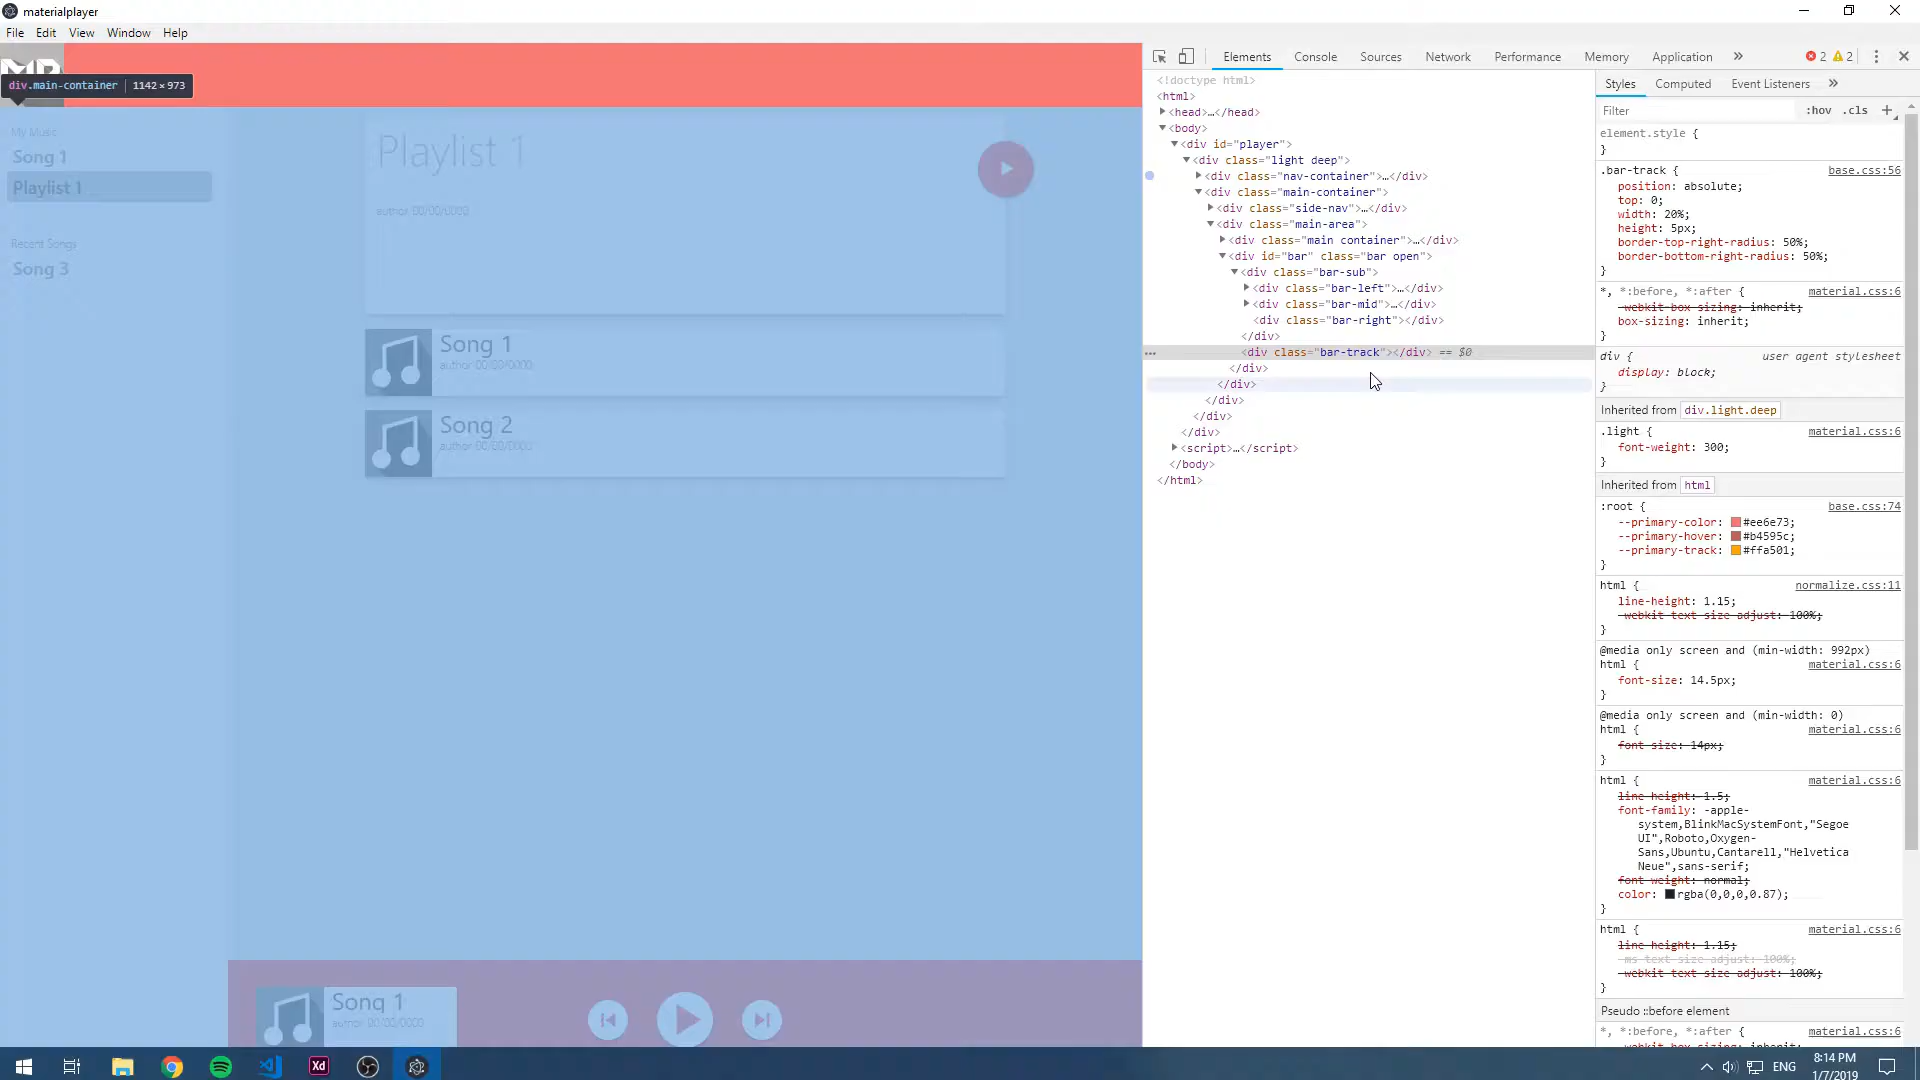 materialplayer
File Edit View Window Help
MP
div.main-container 1142 × 973
My Music
Song 1
Playlist 1
Recent Songs
Song 3
Playlist 1
author 00/00/0000
Song 1
author 00/00/0000
Song 2
author 00/00/0000
Song 1
author 00/00/0000
Elements Console Sources Network Performance Memory Application » 2 2
<!doctype html>
<html>
<head>…</head>
<body>
<div id="player">
<div class="light deep">
<div class="nav-container">…</div>
<div class="main-container">
<div class="side-nav">…</div>
<div class="main-area">
<div class="main container">…</div>
<div id="bar" class="bar open">
<div class="bar-sub">
<div class="bar-left">…</div>
<div class="bar-mid">…</div>
<div class="bar-right"></div>
</div>
… <div class="bar-track"></div> == $0
</div>
</div>
</div>
</div>
</div>
<script>…</script>
</body>
</html>
Styles Computed Event Listeners »
Filter :hov .cls +
element.style {
}
.bar-track { base.css:56
position: absolute;
top: 0;
width: 20%;
height: 5px;
border-top-right-radius: 50%;
border-bottom-right-radius: 50%;
}
*, *:before, *:after { material.css:6
-webkit-box-sizing: inherit;
box-sizing: inherit;
}
div { user agent stylesheet
display: block;
}
Inherited from div.light.deep
.light { material.css:6
font-weight: 300;
}
Inherited from html
:root { base.css:74
--primary-color: #ee6e73;
--primary-hover: #b4595c;
--primary-track: #ffa501;
}
html { normalize.css:11
line-height: 1.15;
-webkit-text-size-adjust: 100%;
}
@media only screen and (min-width: 992px)
html { material.css:6
font-size: 14.5px;
}
@media only screen and (min-width: 0)
html { material.css:6
font-size: 14px;
}
html { material.css:6
line-height: 1.5;
font-family: -apple-
system,BlinkMacSystemFont,"Segoe
UI",Roboto,Oxygen-
Sans,Ubuntu,Cantarell,"Helvetica
Neue",sans-serif;
font-weight: normal;
color: rgba(0,0,0,0.87);
}
html { material.css:6
line-height: 1.15;
-ms-text-size-adjust: 100%;
-webkit-text-size-adjust: 100%;
}
Pseudo ::before element
*, *:before, *:after { material.css:6
-webkit-box-sizing: inherit;
Xd
ENG
8:14 PM
1/7/2019